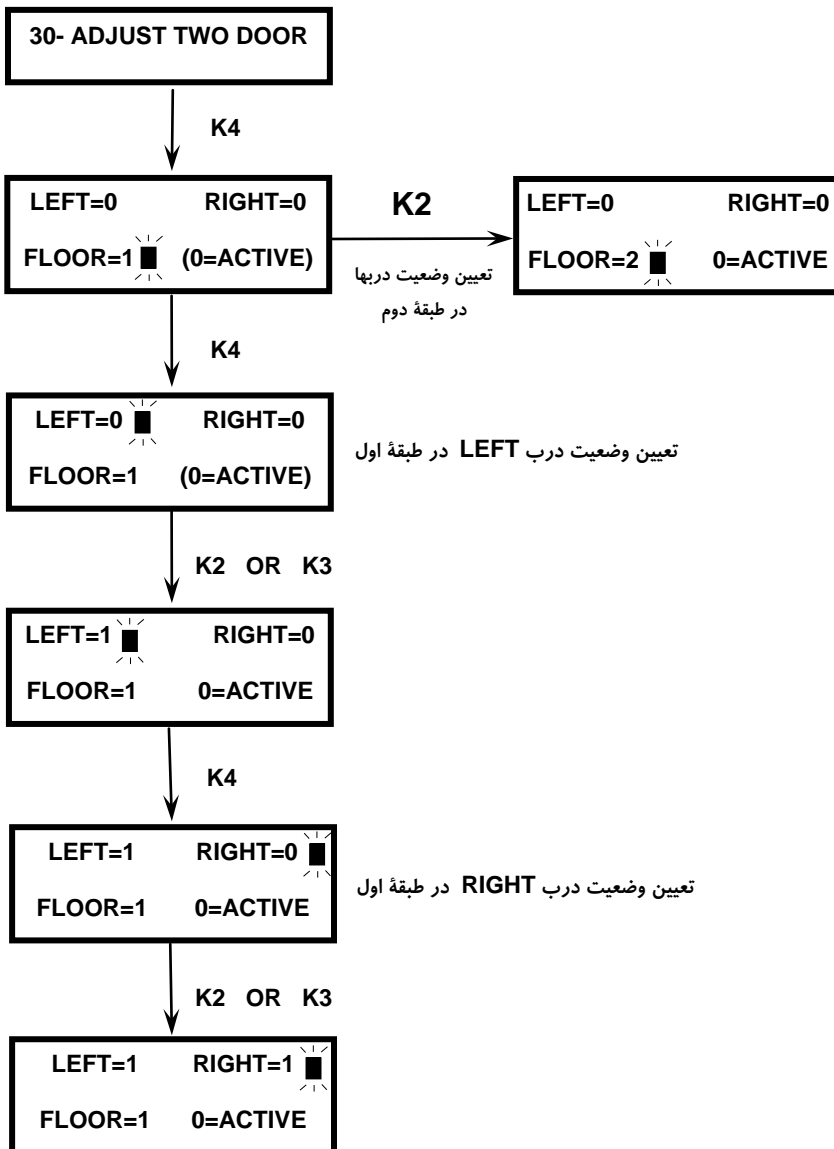 30- ADJUST TWO DOOR
K4
LEFT=0 RIGHT=0
FLOOR=1 (0=ACTIVE)
K2
تعیین وضعیت دربها
در طبقۀ دوم
LEFT=0 RIGHT=0
FLOOR=2 0=ACTIVE
K4
LEFT=0 RIGHT=0
FLOOR=1 (0=ACTIVE)
تعیین وضعیت درب LEFT در طبقۀ اول
K2 OR K3
LEFT=1 RIGHT=0
FLOOR=1 0=ACTIVE
K4
LEFT=1 RIGHT=0
FLOOR=1 0=ACTIVE
تعیین وضعیت درب RIGHT در طبقۀ اول
K2 OR K3
LEFT=1 RIGHT=1
FLOOR=1 0=ACTIVE